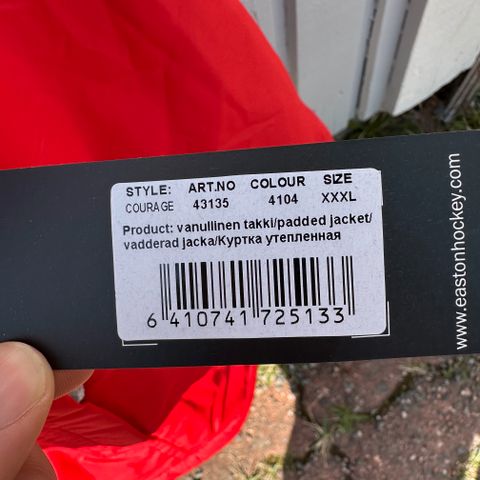 STYLE: ART.NO COLOUR SIZE
COURAGE 43135 4104 XXXL
Product: vanullinen takki/padded jacket/
vadderad jacka/Куртка утепленная
6 410741 725133
www.eastonhockey.com